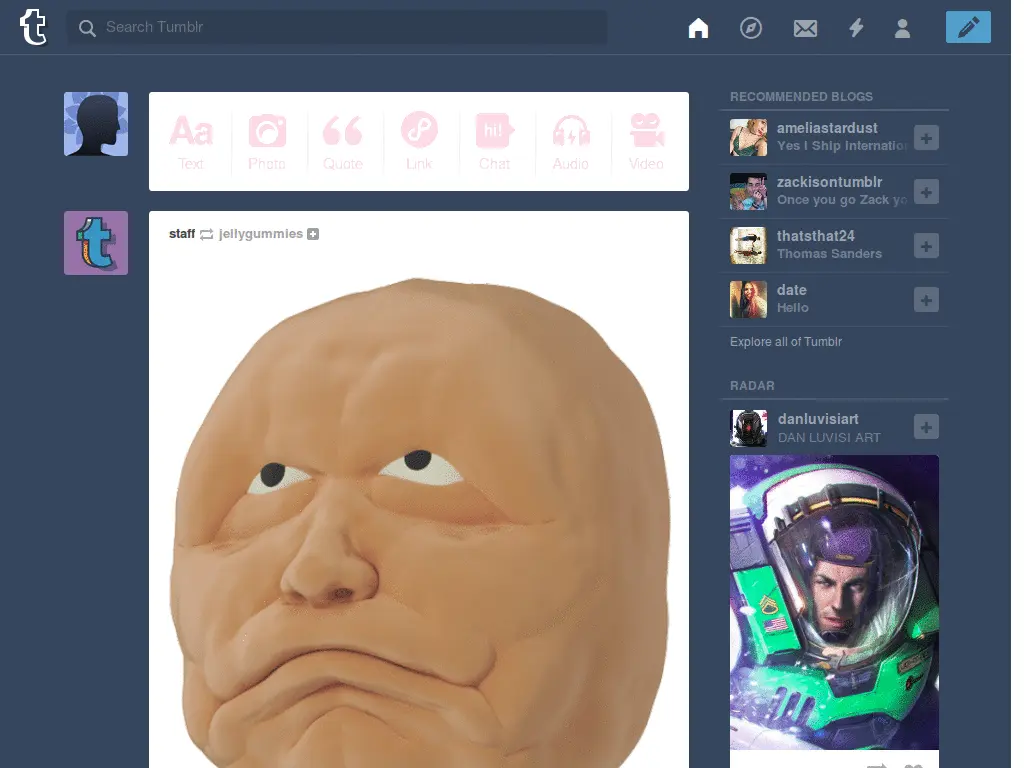 Search Tumblr
Aa
Text
Photo
Quote
Link
hi!
Chat
Audio
Video
staff jellygummies
RECOMMENDED BLOGS
ameliastardust
Yes I Ship Internatio
zackisontumblr
Once you go Zack yo
thatsthat24
Thomas Sanders
date
Hello
Explore all of Tumblr
RADAR
danluvisiart
DAN LUVISI ART